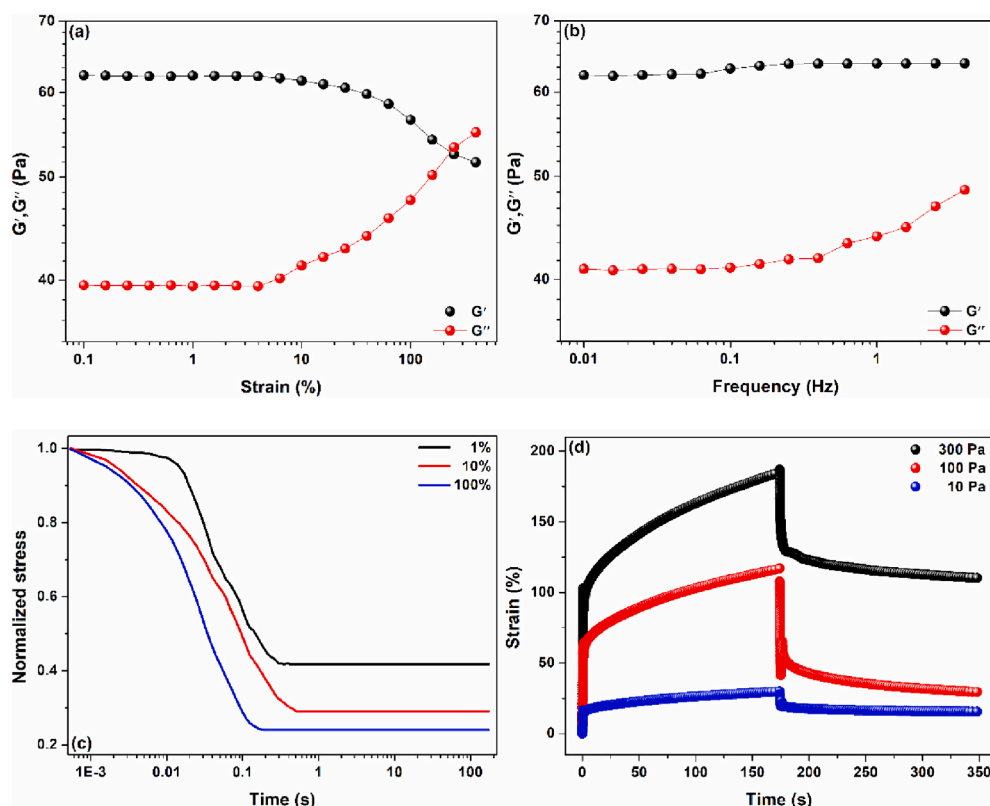 (a)
70
60
50
40
G′,G″ (Pa)
G′
G″
0.1 1 10 100
Strain (%)
(b)
70
60
50
40
G′,G″ (Pa)
G′
G″
0.01 0.1 1
Frequency (Hz)
1.0
0.8
0.6
0.4
0.2
Normalized stress
1%
10%
100%
(c)
1E-3 0.01 0.1 1 10 100
Time (s)
(d)
200
150
100
50
0
Strain (%)
300 Pa
100 Pa
10 Pa
0 50 100 150 200 250 300 350
Time (s)